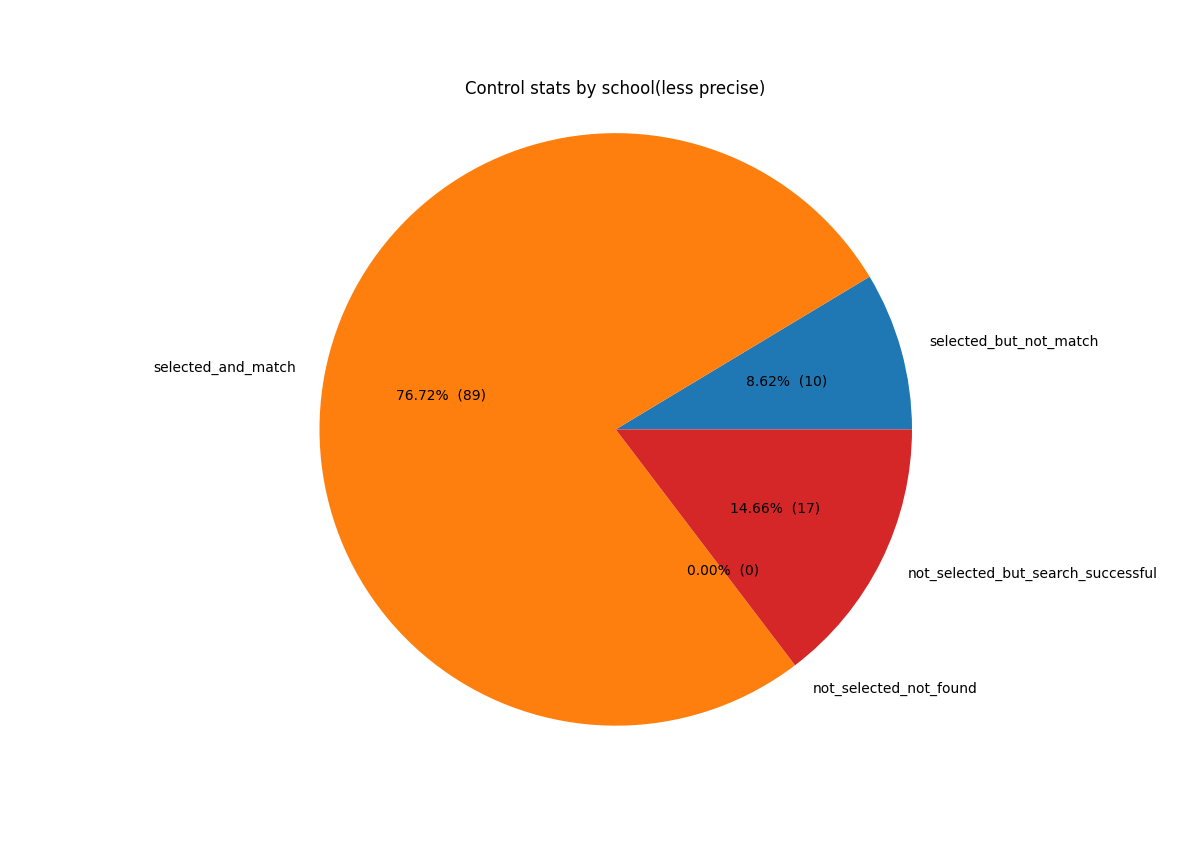 Control stats by school(less precise)
selected_but_not_match
selected_and_match
8.62%  (10)
76.72%  (89)
14.66%  (17)
0.00%  (0)
not_selected_but_search_successful
not_selected_not_found